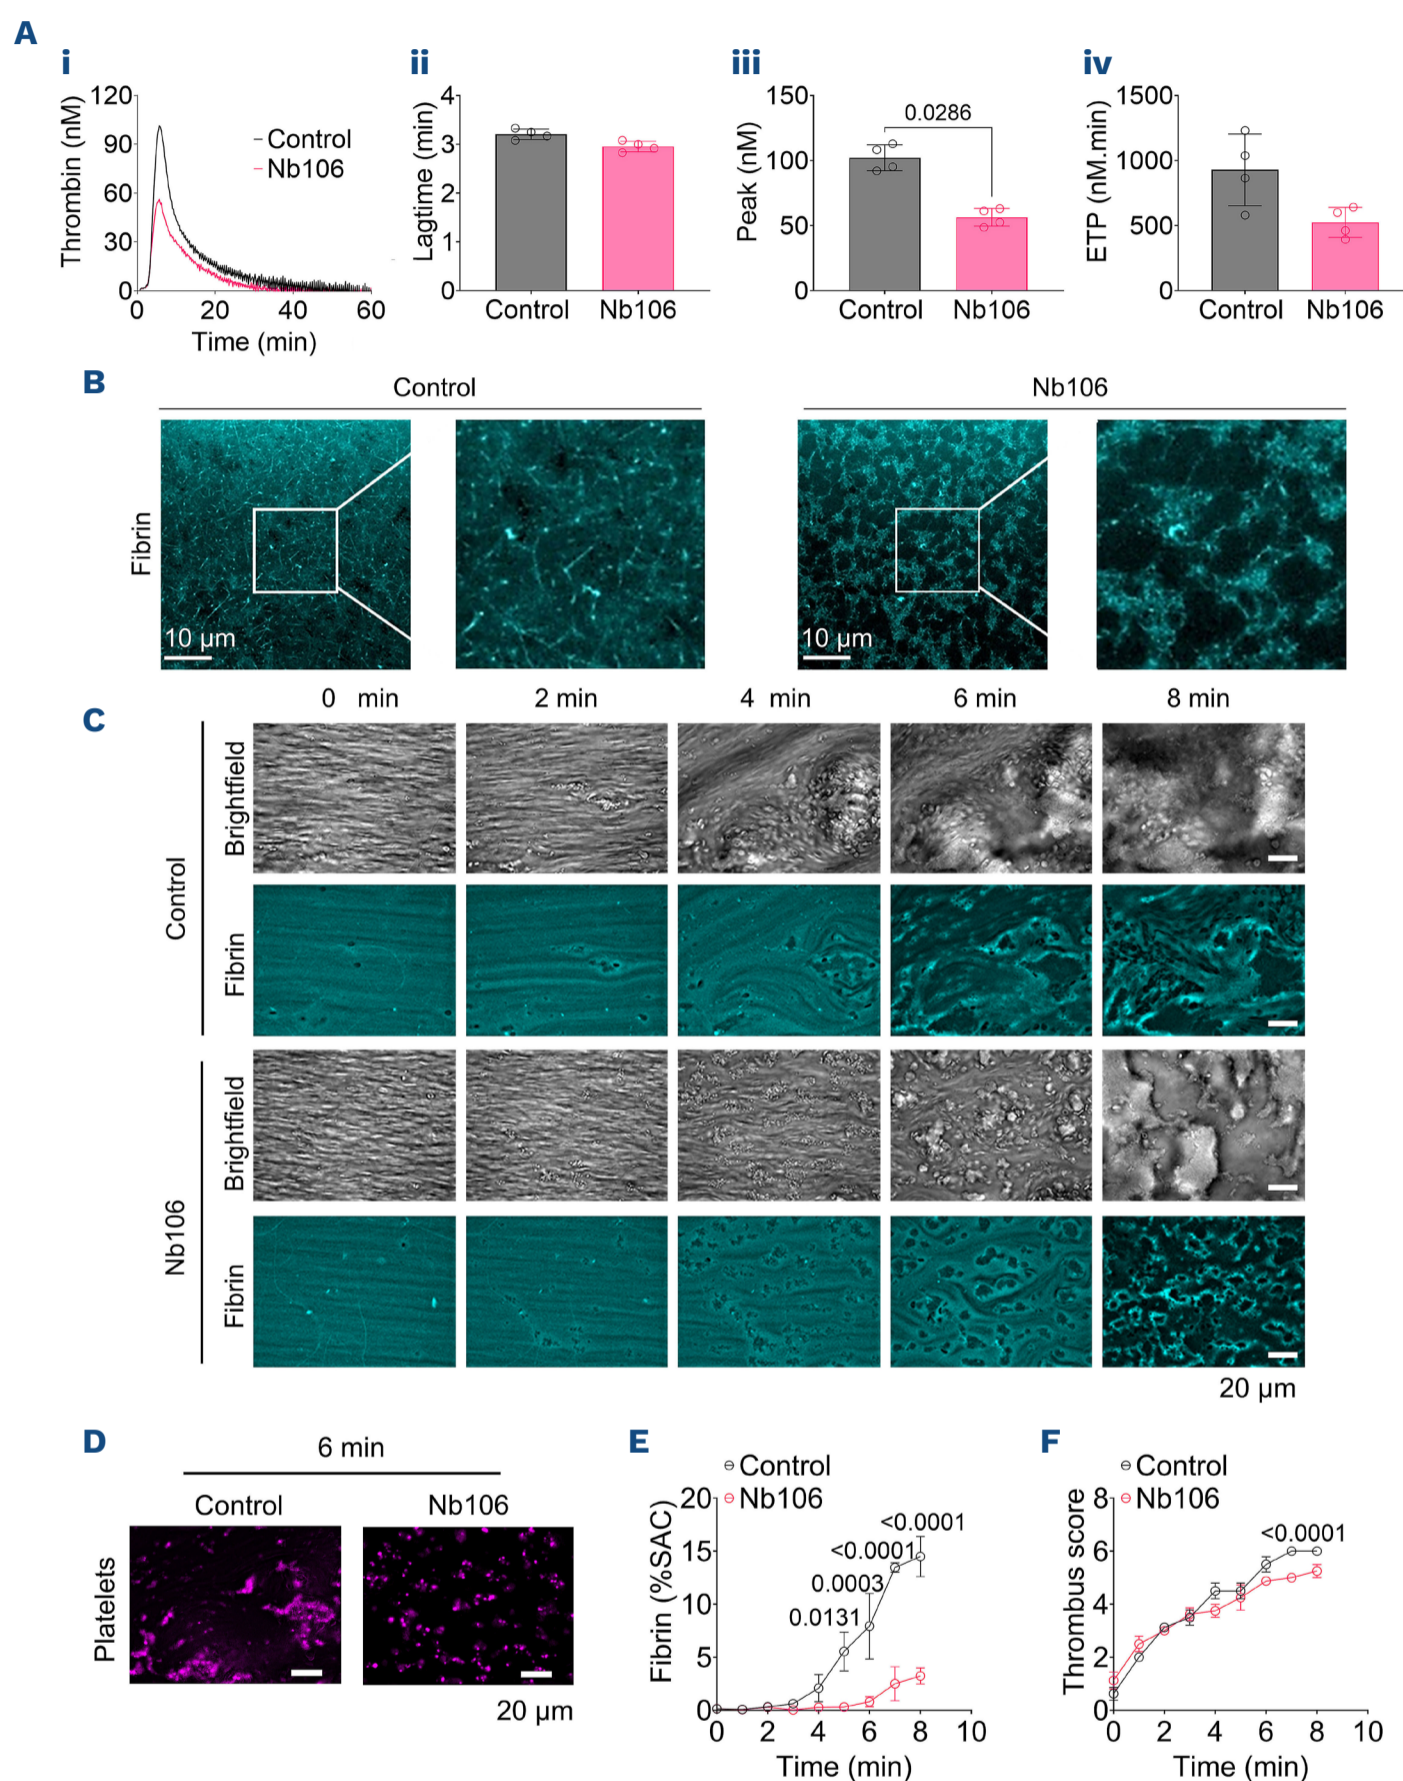 A
i
ii
iii
iv
Thrombin (nM)
120
90
60
30
0
0 20 40 60
Time (min)
Control
Nb106
Lagtime (min)
4
3
2
1
0
Control Nb106
Peak (nM)
150
100
50
0
0.0286
Control Nb106
ETP (nM.min)
1500
1000
500
0
Control Nb106
B
Control
Nb106
Fibrin
10 µm
10 µm
C
0 min 2 min 4 min 6 min 8 min
Control
Brightfield
Fibrin
Nb106
Brightfield
Fibrin
20 µm
D
6 min
Control Nb106
Platelets
20 µm
E
Control
Nb106
Fibrin (%SAC)
20
15
10
5
0
<0.0001
<0.0001
0.0003
0.0131
0 2 4 6 8 10
Time (min)
F
Control
Nb106
Thrombus score
8
6
4
2
0
<0.0001
0 2 4 6 8 10
Time (min)